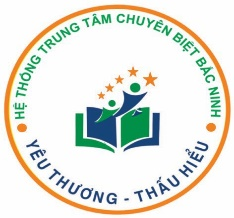 HỆ THỐNG TRUNG TÂM CHUYÊN BIỆT BẮC NINH
YÊU THƯƠNG - THẤU HIỂU